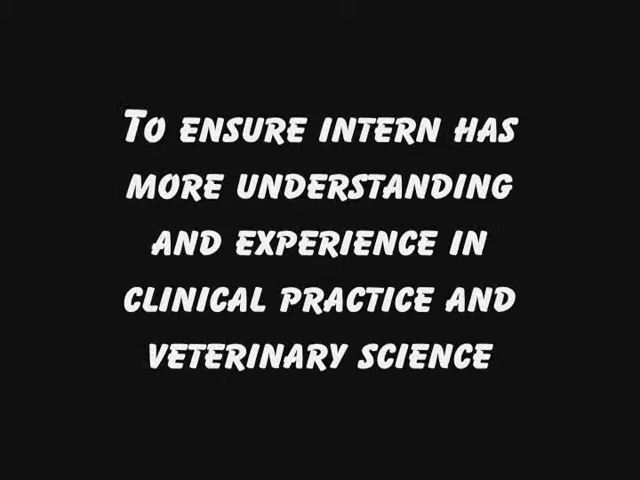 To ensure intern has
more understanding
and experience in
clinical practice and
veterinary science